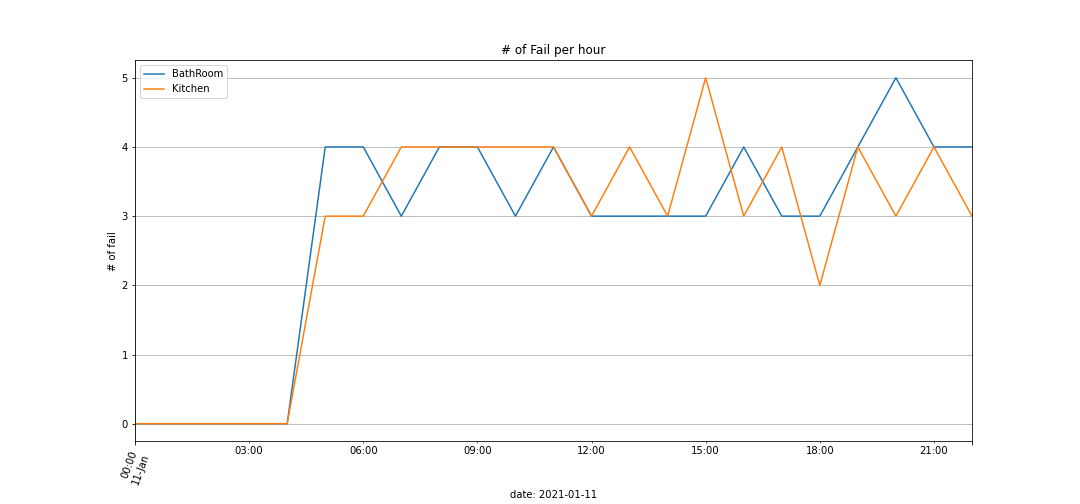 # of Fail per hour
BathRoom
Kitchen
# of fail
5
4
3
2
1
0
00:00
11-Jan
03:00
06:00
09:00
12:00
15:00
18:00
21:00
date: 2021-01-11